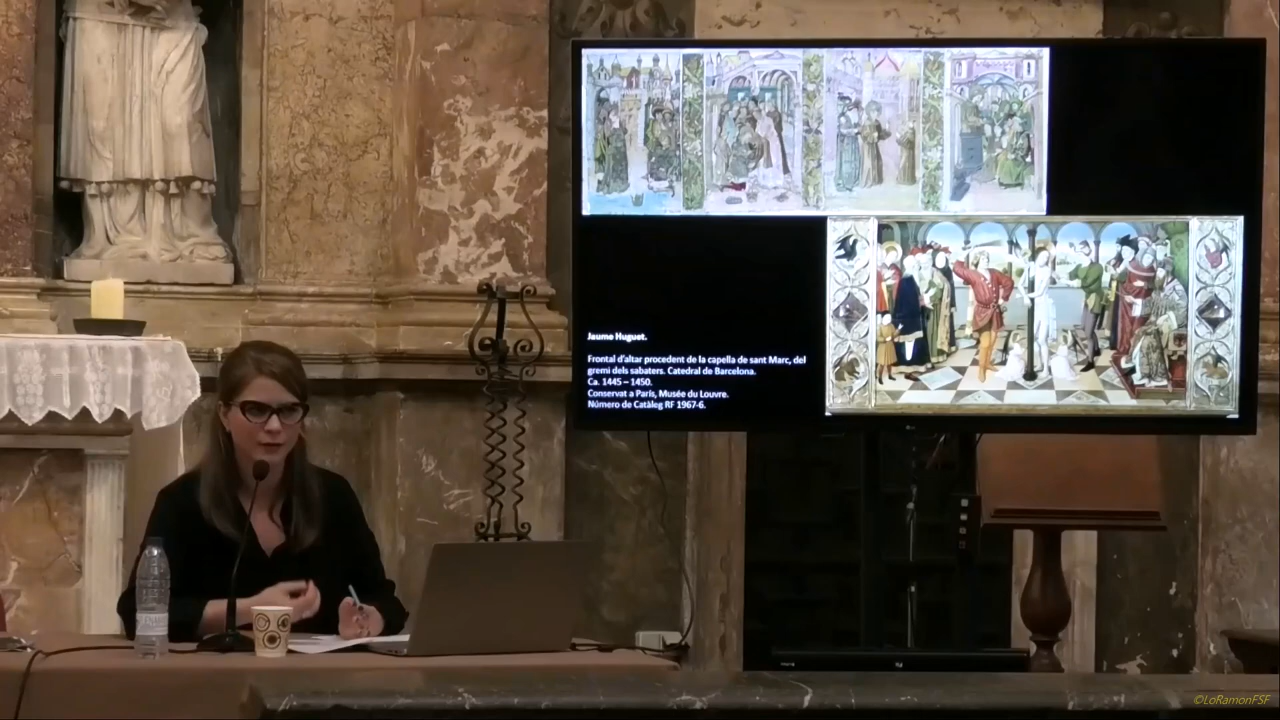 Jaume Huguet.
Frontal d'altar procedent de la capella de sant Marc, del
gremi dels sabaters. Catedral de Barcelona.
Ca. 1445 – 1450.
Conservat a París, Musée du Louvre.
Número de Catàleg RF 1967-6.
LG
©LoRamonFSF